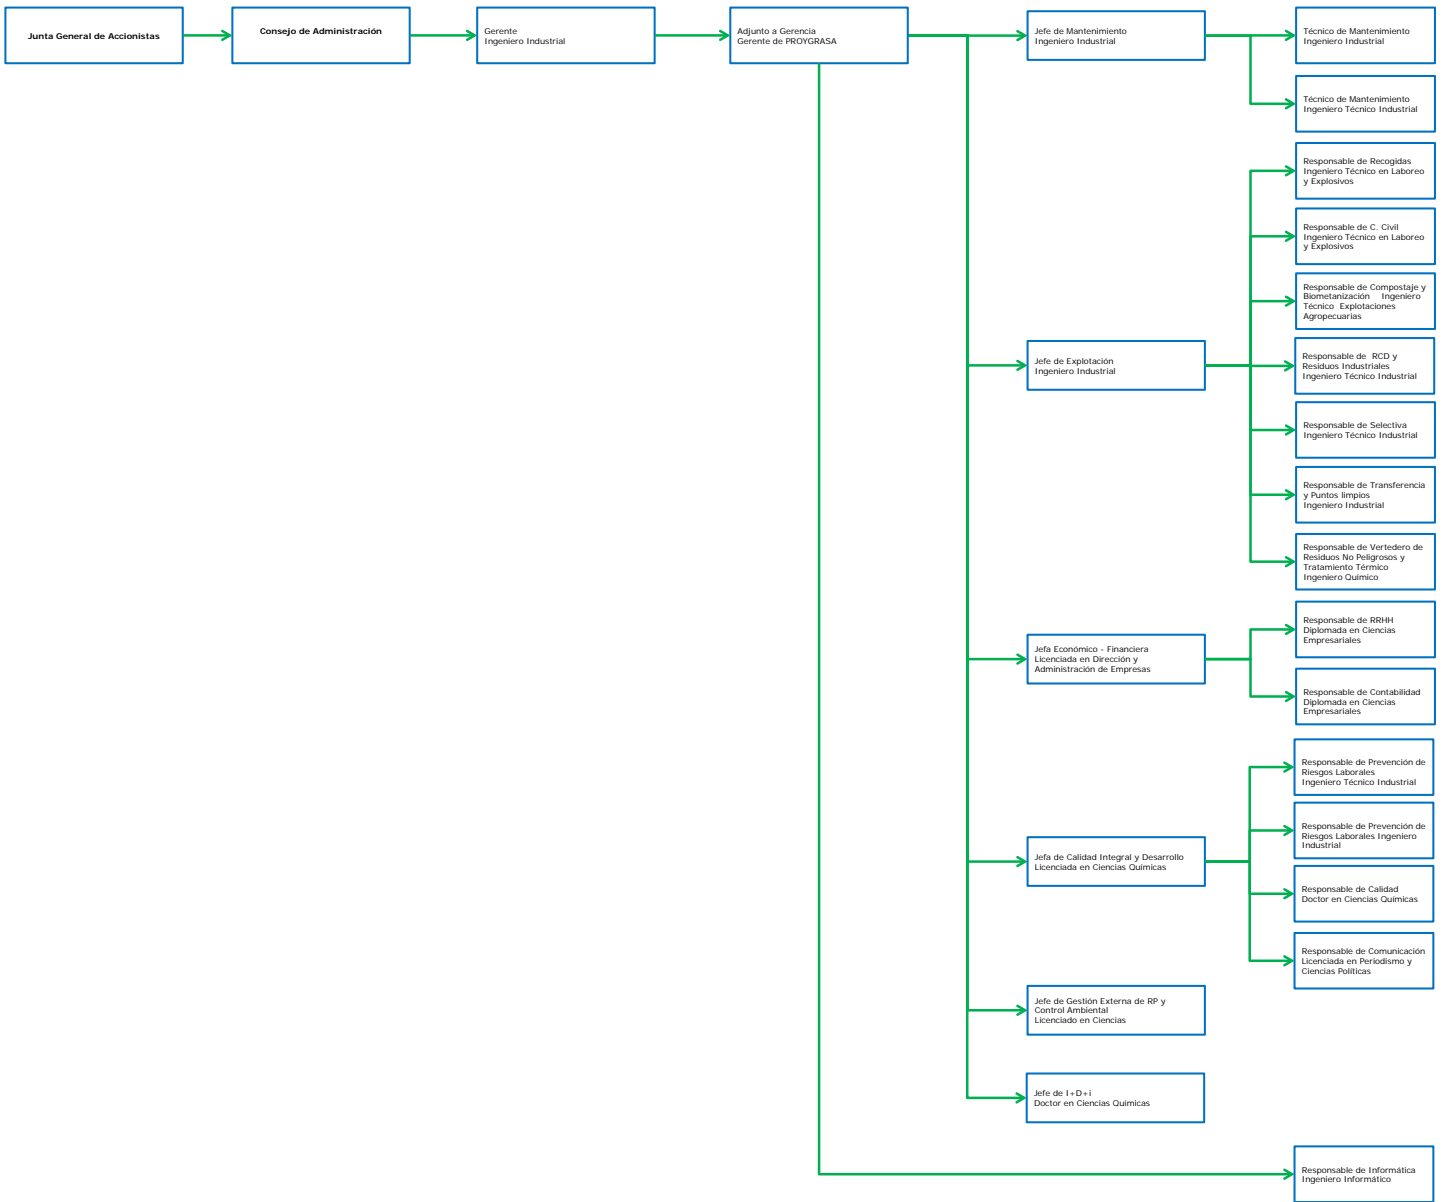 Junta General de Accionistas
Consejo de Administración
Gerente
Ingeniero Industrial
Adjunto a Gerencia
Gerente de PROYGRASA
Jefe de Mantenimiento
Ingeniero Industrial
Técnico de Mantenimiento
Ingeniero Industrial
Técnico de Mantenimiento
Ingeniero Técnico Industrial
Responsable de Recogidas
Ingeniero Técnico en Laboreo
y Explosivos
Responsable de C. Civil
Ingeniero Técnico en Laboreo
y Explosivos
Responsable de Compostaje y
Biometanización Ingeniero
Técnico Explotaciones
Agropecuarias
Jefe de Explotación
Ingeniero Industrial
Responsable de RCD y
Residuos Industriales
Ingeniero Técnico Industrial
Responsable de Selectiva
Ingeniero Técnico Industrial
Responsable de Transferencia
y Puntos limpios
Ingeniero Industrial
Responsable de Vertedero de
Residuos No Peligrosos y
Tratamiento Térmico
Ingeniero Químico
Jefa Económico - Financiera
Licenciada en Dirección y
Administración de Empresas
Responsable de RRHH
Diplomada en Ciencias
Empresariales
Responsable de Contabilidad
Diplomada en Ciencias
Empresariales
Responsable de Prevención de
Riesgos Laborales
Ingeniero Técnico Industrial
Responsable de Prevención de
Riesgos Laborales Ingeniero
Industrial
Jefa de Calidad Integral y Desarrollo
Licenciada en Ciencias Químicas
Responsable de Calidad
Doctor en Ciencias Químicas
Responsable de Comunicación
Licenciada en Periodismo y
Ciencias Políticas
Jefe de Gestión Externa de RP y
Control Ambiental
Licenciado en Ciencias
Jefe de I+D+i
Doctor en Ciencias Químicas
Responsable de Informática
Ingeniero Informático